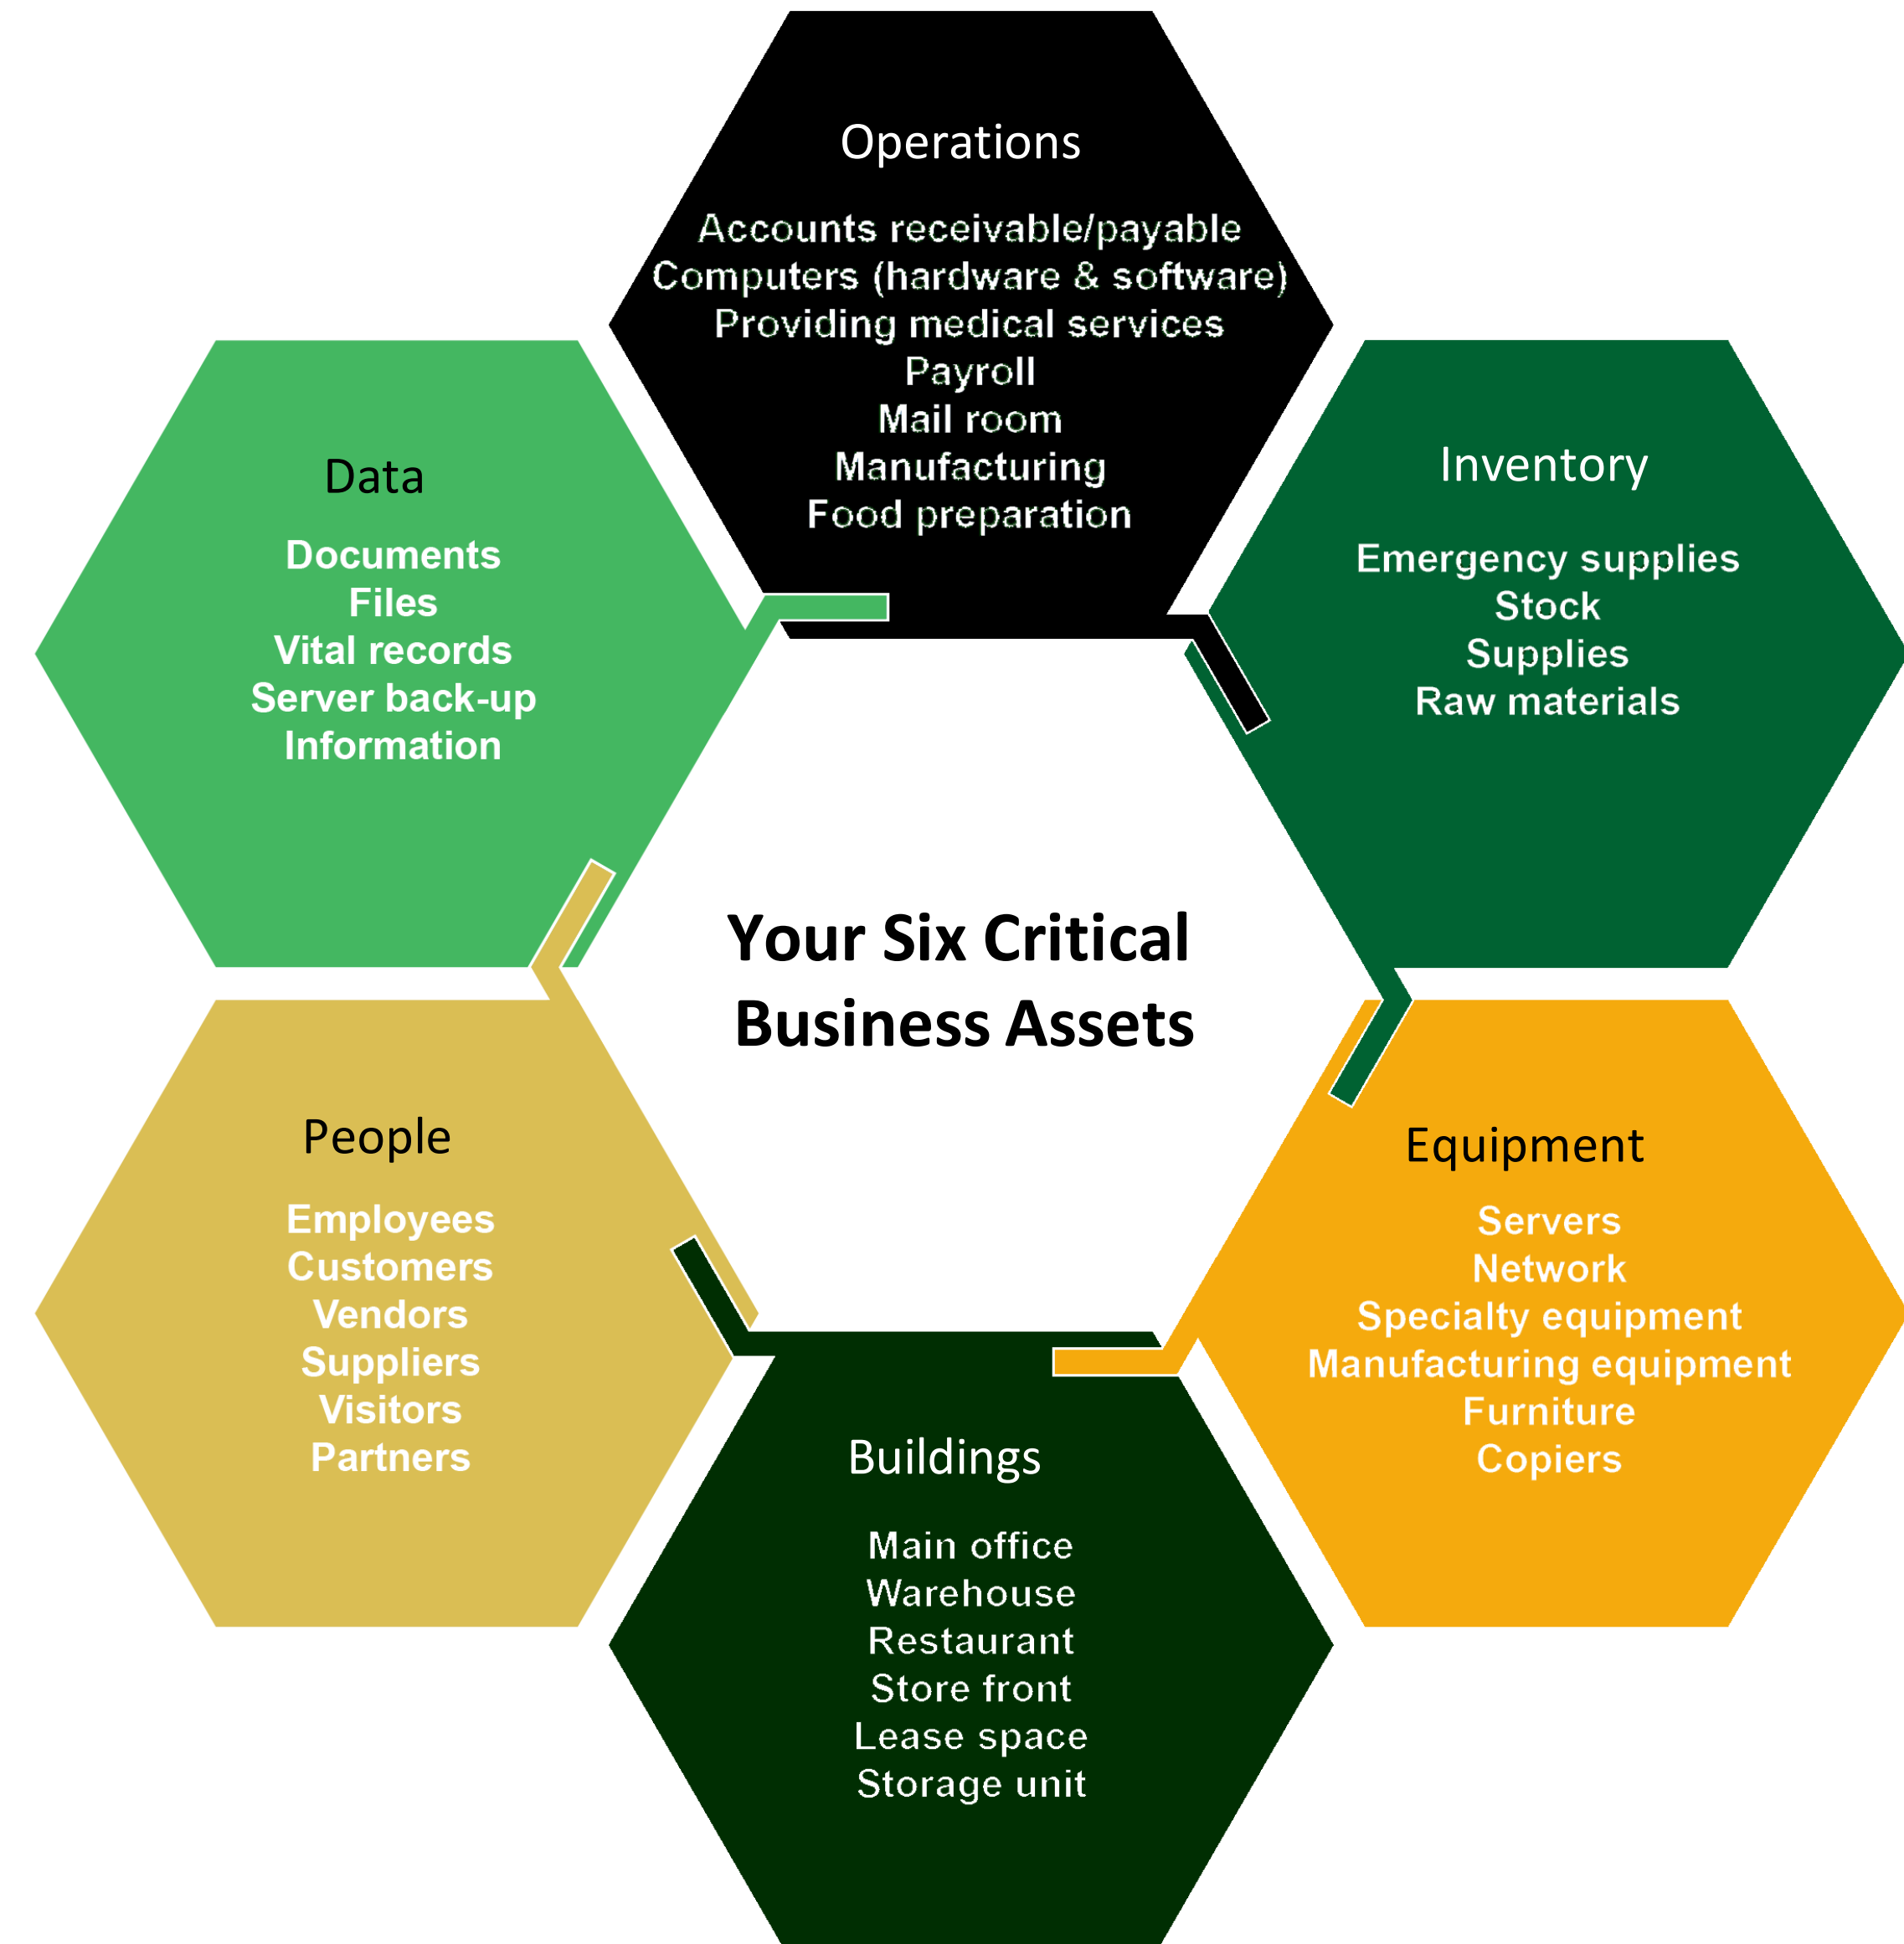 Operations
Accounts receivable/payable
Computers (hardware & software)
Providing medical services
Payroll
Mail room
Manufacturing
Food preparation
Inventory
Emergency supplies
Stock
Supplies
Raw materials
Equipment
Servers
Network
Specialty equipment
Manufacturing equipment
Furniture
Copiers
Buildings
Main office
Warehouse
Restaurant
Store front
Lease space
Storage unit
People
Employees
Customers
Vendors
Suppliers
Visitors
Partners
Data
Documents
Files
Vital records
Server back-up
Information
Your Six Critical
Business Assets